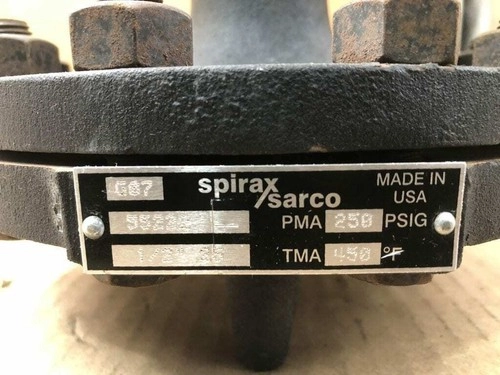 G07 spirax/sarco MADE IN USA
PMA 250 PSIG
TMA 450 °F